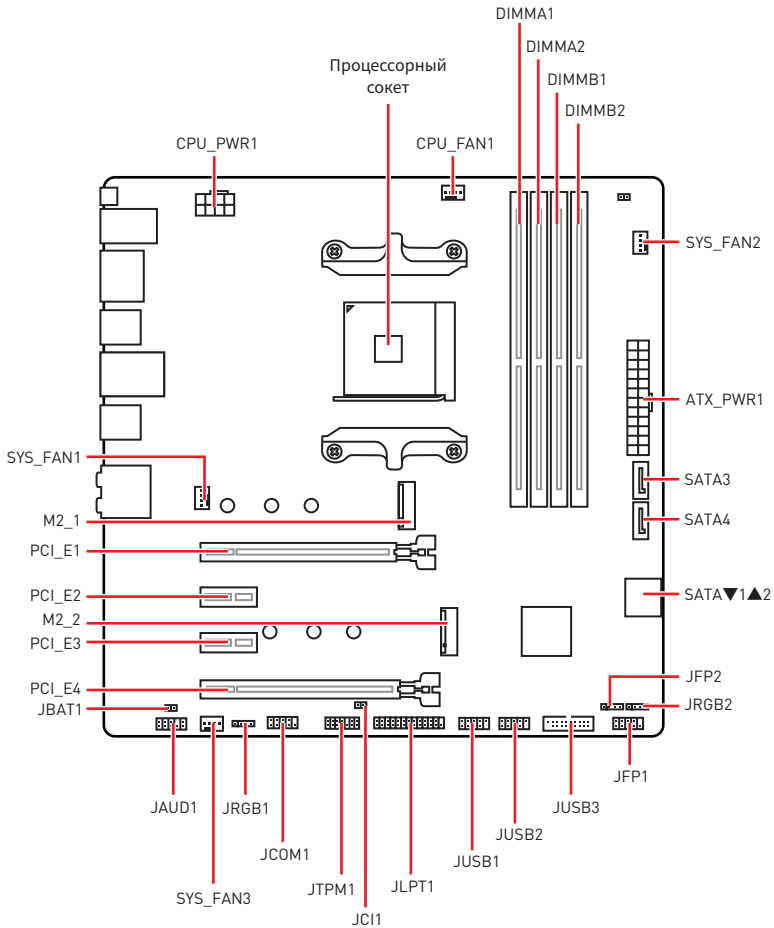 DIMMA1
DIMMA2
Процессорный
сокет
DIMMB1
DIMMB2
CPU_PWR1
CPU_FAN1
SYS_FAN2
ATX_PWR1
SYS_FAN1
SATA3
M2_1
SATA4
PCI_E1
PCI_E2
SATA▼1▲2
M2_2
PCI_E3
JFP2
PCI_E4
JRGB2
JBAT1
JFP1
JAUD1
JRGB1
JUSB3
JUSB2
JCOM1
JUSB1
JTPM1
JLPT1
SYS_FAN3
JCI1